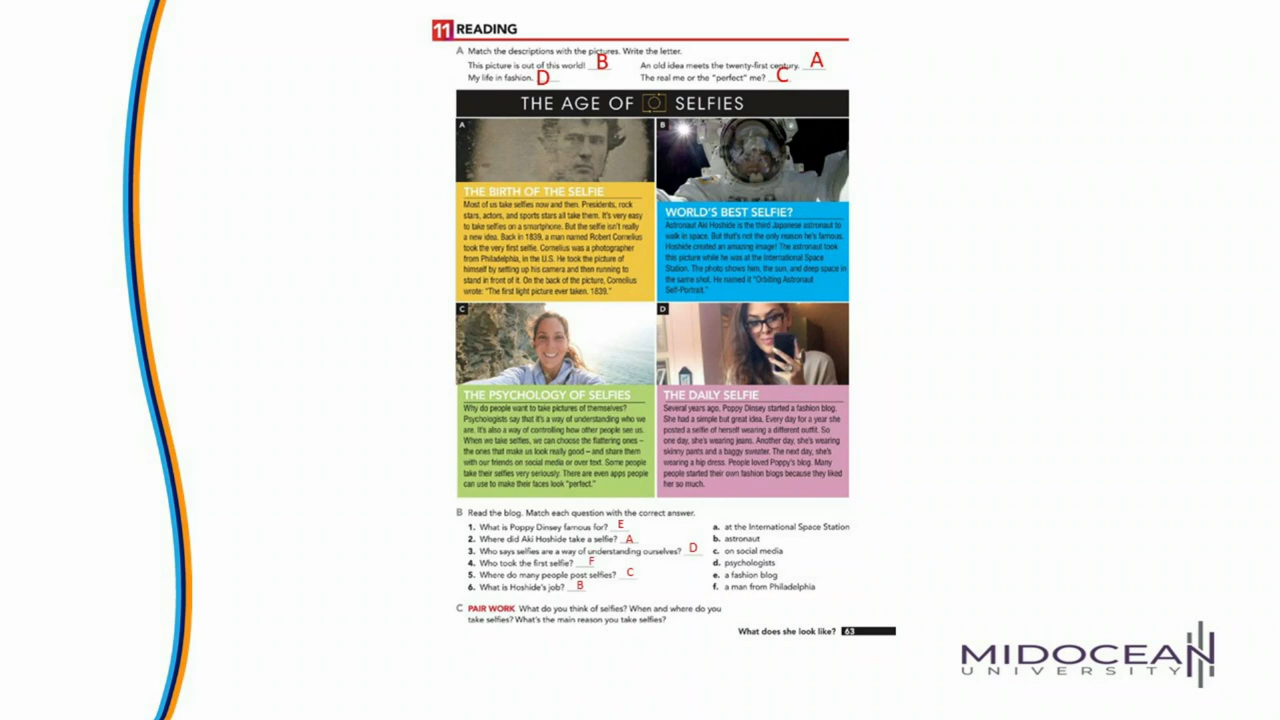 11 READING
A Match the descriptions with the pictures. Write the letter.
This picture is out of this world! B
An old idea meets the twenty-first century. A
My life in fashion. D
The real me or the "perfect" me? C
THE AGE OF SELFIES
A
THE BIRTH OF THE SELFIE
Most of us take selfies now and then. Presidents, rock
stars, actors, and sports stars all take them. It's very easy
to take selfies on a smartphone. But the selfie isn't really
a new idea. Back in 1839, a man named Robert Cornelius
took the very first selfie. Cornelius was a photographer
from Philadelphia, in the U.S. He took the picture of
himself by setting up his camera and then running to
stand in front of it. On the back of the picture, Cornelius
wrote: "The first light picture ever taken. 1839."
B
WORLD'S BEST SELFIE?
Astronaut Aki Hoshide is the third Japanese astronaut to
walk in space. But that's not the only reason he's famous.
Hoshide created an amazing image! The astronaut took
this picture while he was at the International Space
Station. The photo shows him, the sun, and deep space in
the same shot. He named it "Orbiting Astronaut
Self-Portrait."
C
THE PSYCHOLOGY OF SELFIES
Why do people want to take pictures of themselves?
Psychologists say that it's a way of understanding who we
are. It's also a way of controlling how other people see us.
When we take selfies, we can choose the flattering ones –
the ones that make us look really good – and share them
with our friends on social media or over text. Some people
take their selfies very seriously. There are even apps people
can use to make their faces look "perfect."
D
THE DAILY SELFIE
Several years ago, Poppy Dinsey started a fashion blog.
She had a simple but great idea. Every day for a year she
posted a selfie of herself wearing a different outfit. So
one day, she's wearing jeans. Another day, she's wearing
skinny pants and a baggy sweater. The next day, she's
wearing a hip dress. People loved Poppy's blog. Many
people started their own fashion blogs because they liked
her so much.
B Read the blog. Match each question with the correct answer.
1. What is Poppy Dinsey famous for? E
2. Where did Aki Hoshide take a selfie? A
3. Who says selfies are a way of understanding ourselves? D
4. Who took the first selfie? F
5. Where do many people post selfies? C
6. What is Hoshide's job? B
a. at the International Space Station
b. astronaut
c. on social media
d. psychologists
e. a fashion blog
f. a man from Philadelphia
C PAIR WORK What do you think of selfies? When and where do you
take selfies? What's the main reason you take selfies?
What does she look like? 63
MIDOCEAN
UNIVERSITY